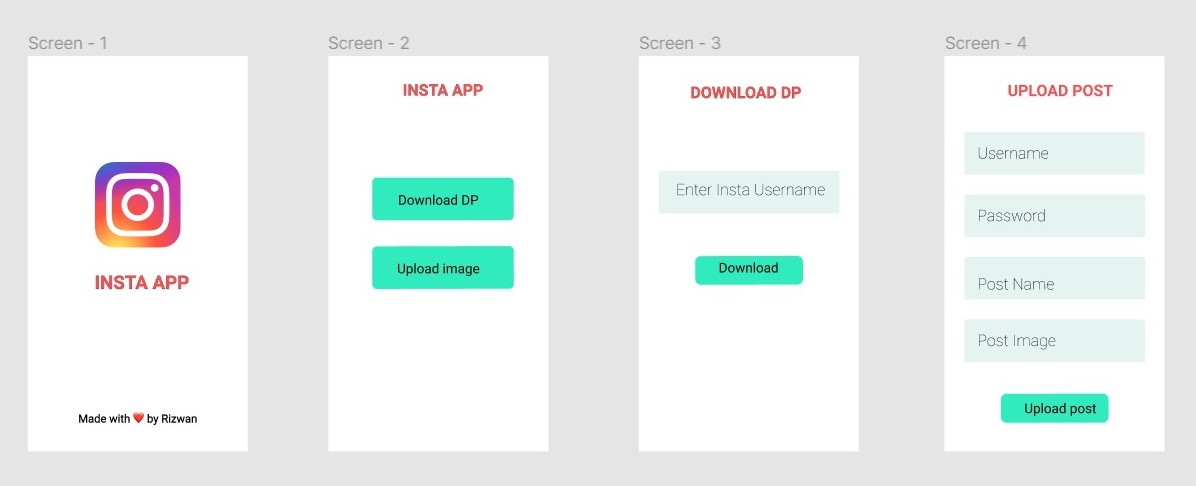 Screen - 1
INSTA APP
Made with ❤️ by Rizwan
Screen - 2
INSTA APP
Download DP
Upload image
Screen - 3
DOWNLOAD DP
Enter Insta Username
Download
Screen - 4
UPLOAD POST
Username
Password
Post Name
Post Image
Upload post